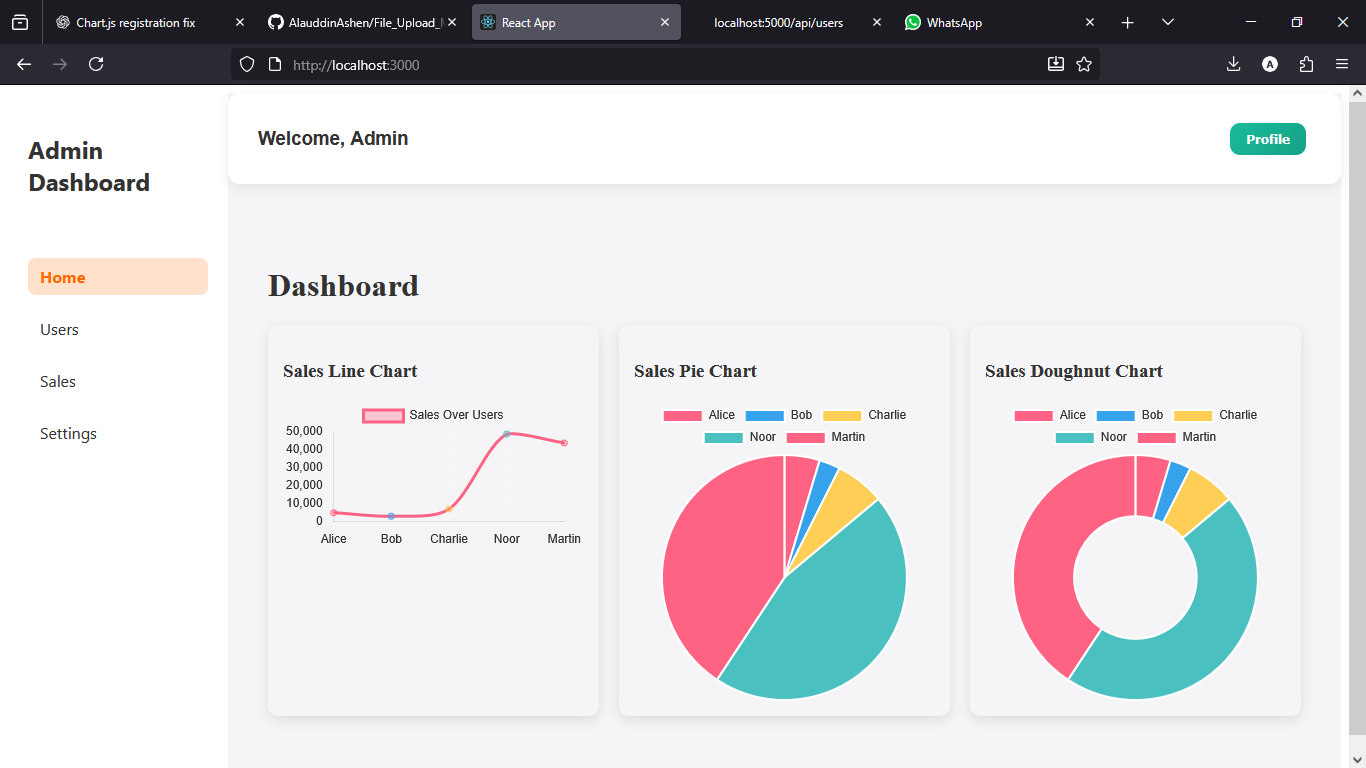 Chart.js registration fix
AlauddinAshen/File_Upload_
React App
localhost:5000/api/users
WhatsApp
http://localhost:3000
A
Admin
Dashboard
Welcome, Admin
Profile
Home
Users
Sales
Settings
Dashboard
Sales Line Chart
Sales Over Users
50,000
40,000
30,000
20,000
10,000
0
Alice Bob Charlie Noor Martin
Sales Pie Chart
Alice Bob Charlie
Noor Martin
Sales Doughnut Chart
Alice Bob Charlie
Noor Martin